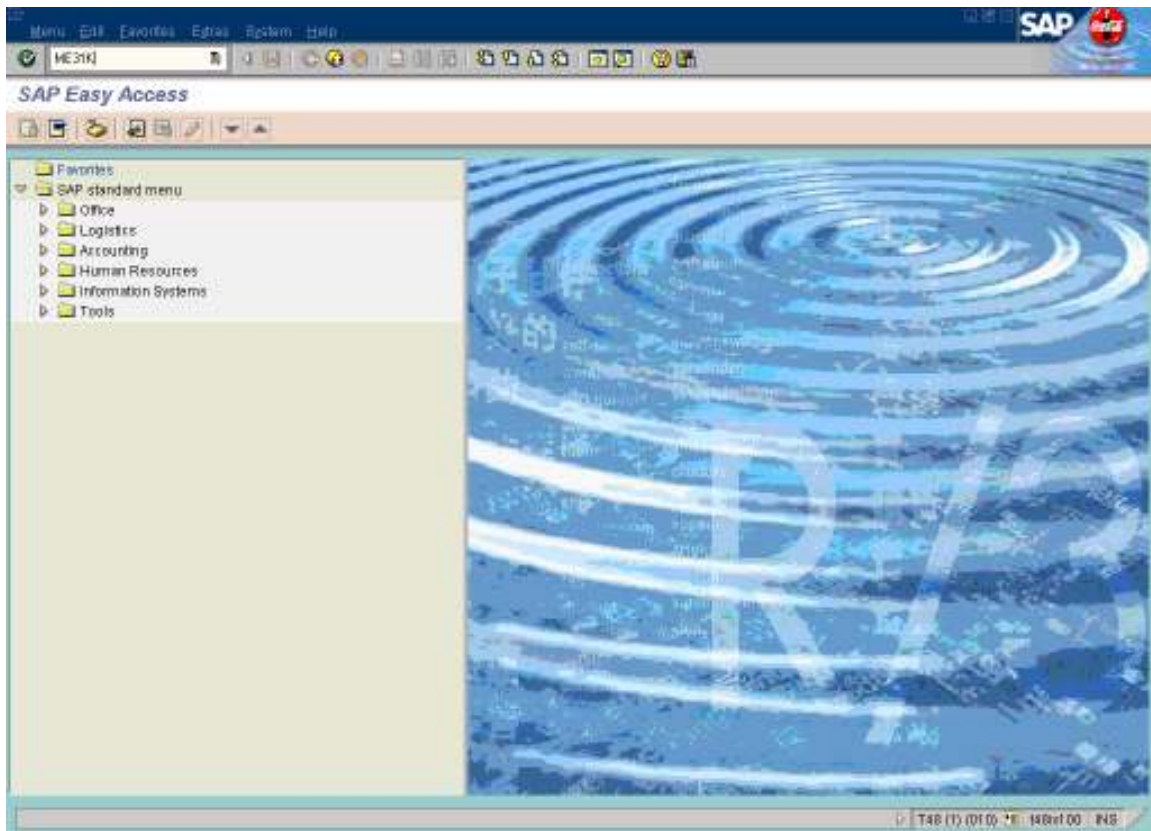 Menu Edit Favorites Extras System Help
SAP
ME31K
SAP Easy Access
Favorites
SAP standard menu
Office
Logistics
Accounting
Human Resources
Information Systems
Tools
R/3
T48 (1) (010) INS